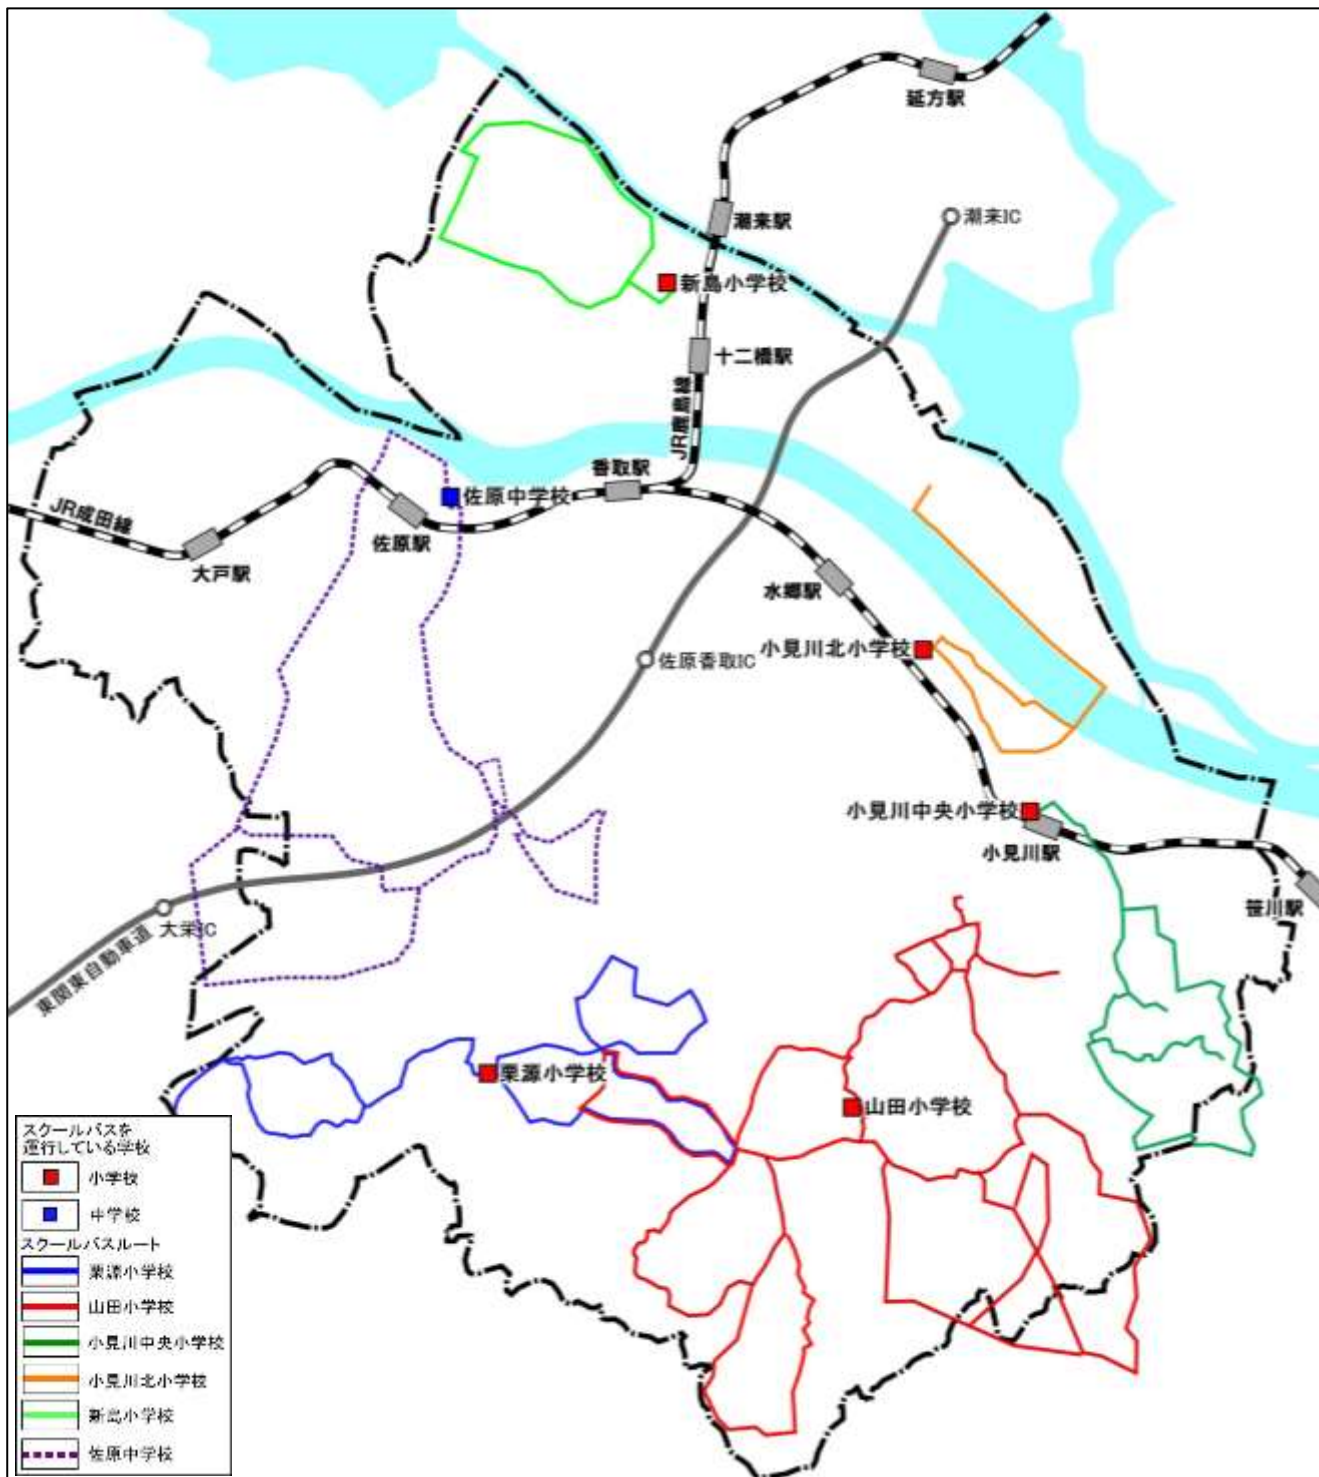 延方駅
潮来駅
潮来IC
新島小学校
十二橋駅
JR鹿島線
香取駅
佐原中学校
JR成田線
佐原駅
大戸駅
水郷駅
小見川北小学校
佐原香取IC
小見川中央小学校
小見川駅
笹川駅
大栄IC
東関東自動車道
栗源小学校
山田小学校
スクールバスを
運行している学校
小学校
中学校
スクールバスルート
栗源小学校
山田小学校
小見川中央小学校
小見川北小学校
新島小学校
佐原中学校